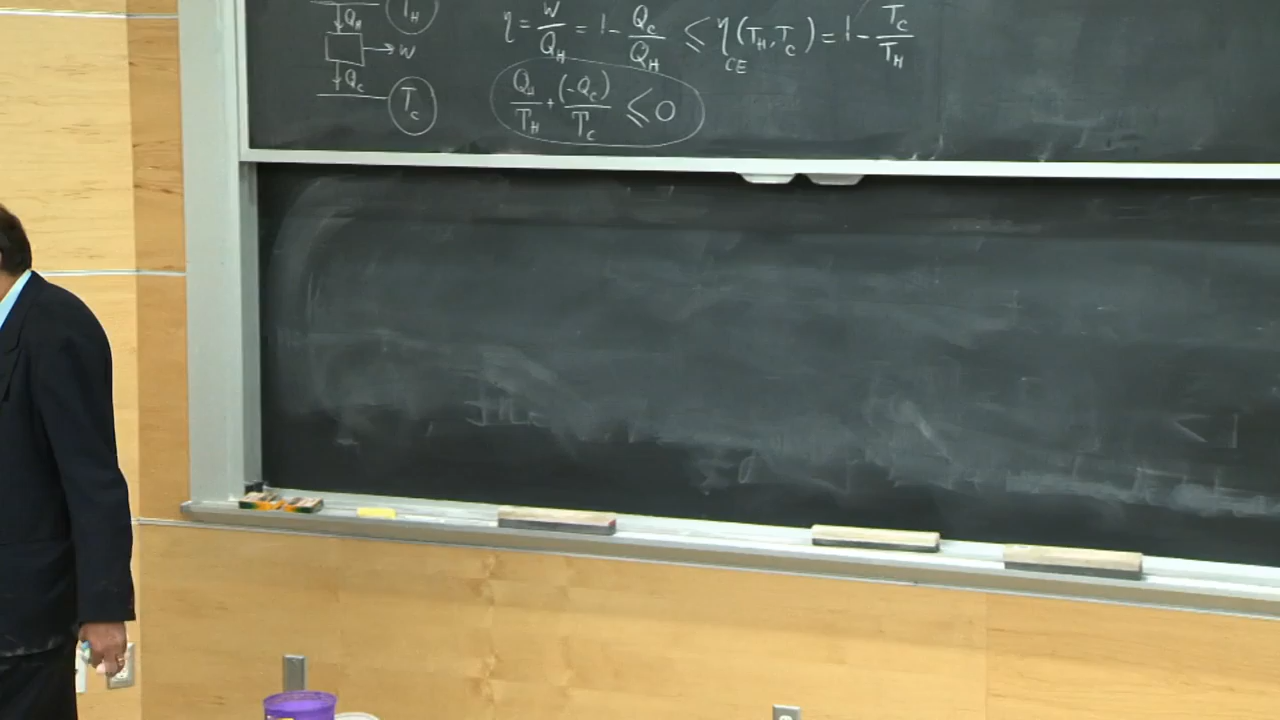 T_H
Q_H
W
Q_C
T_C
η = W/Q_H = 1 - Q_C/Q_H ≤ η_CE (T_H, T_C) = 1 - T_C/T_H
Q_H/T_H + (-Q_C)/T_C ≤ 0